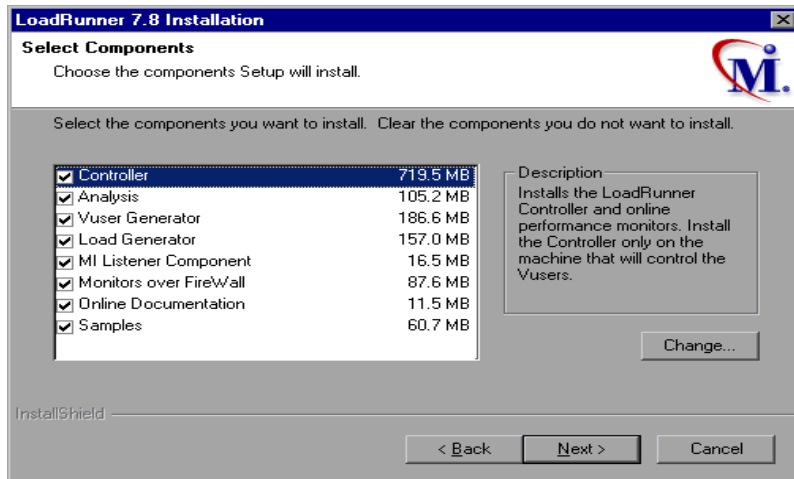 LoadRunner 7.8 Installation
Select Components
Choose the components Setup will install.
M.
Select the components you want to install. Clear the components you do not want to install.
Controller 719.5 MB
Analysis 105.2 MB
Vuser Generator 186.6 MB
Load Generator 157.0 MB
MI Listener Component 16.5 MB
Monitors over FireWall 87.6 MB
Online Documentation 11.5 MB
Samples 60.7 MB
Description
Installs the LoadRunner
Controller and online
performance monitors. Install
the Controller only on the
machine that will control the
Vusers.
Change...
InstallShield
< Back
Next >
Cancel